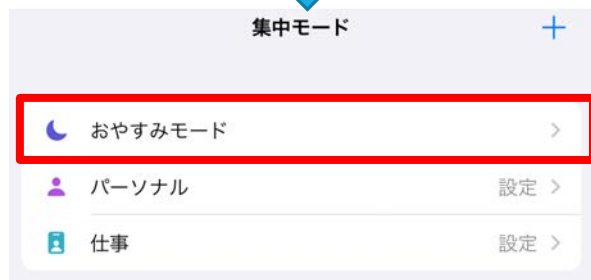 集中モード
おやすみモード
パーソナル 設定
仕事 設定